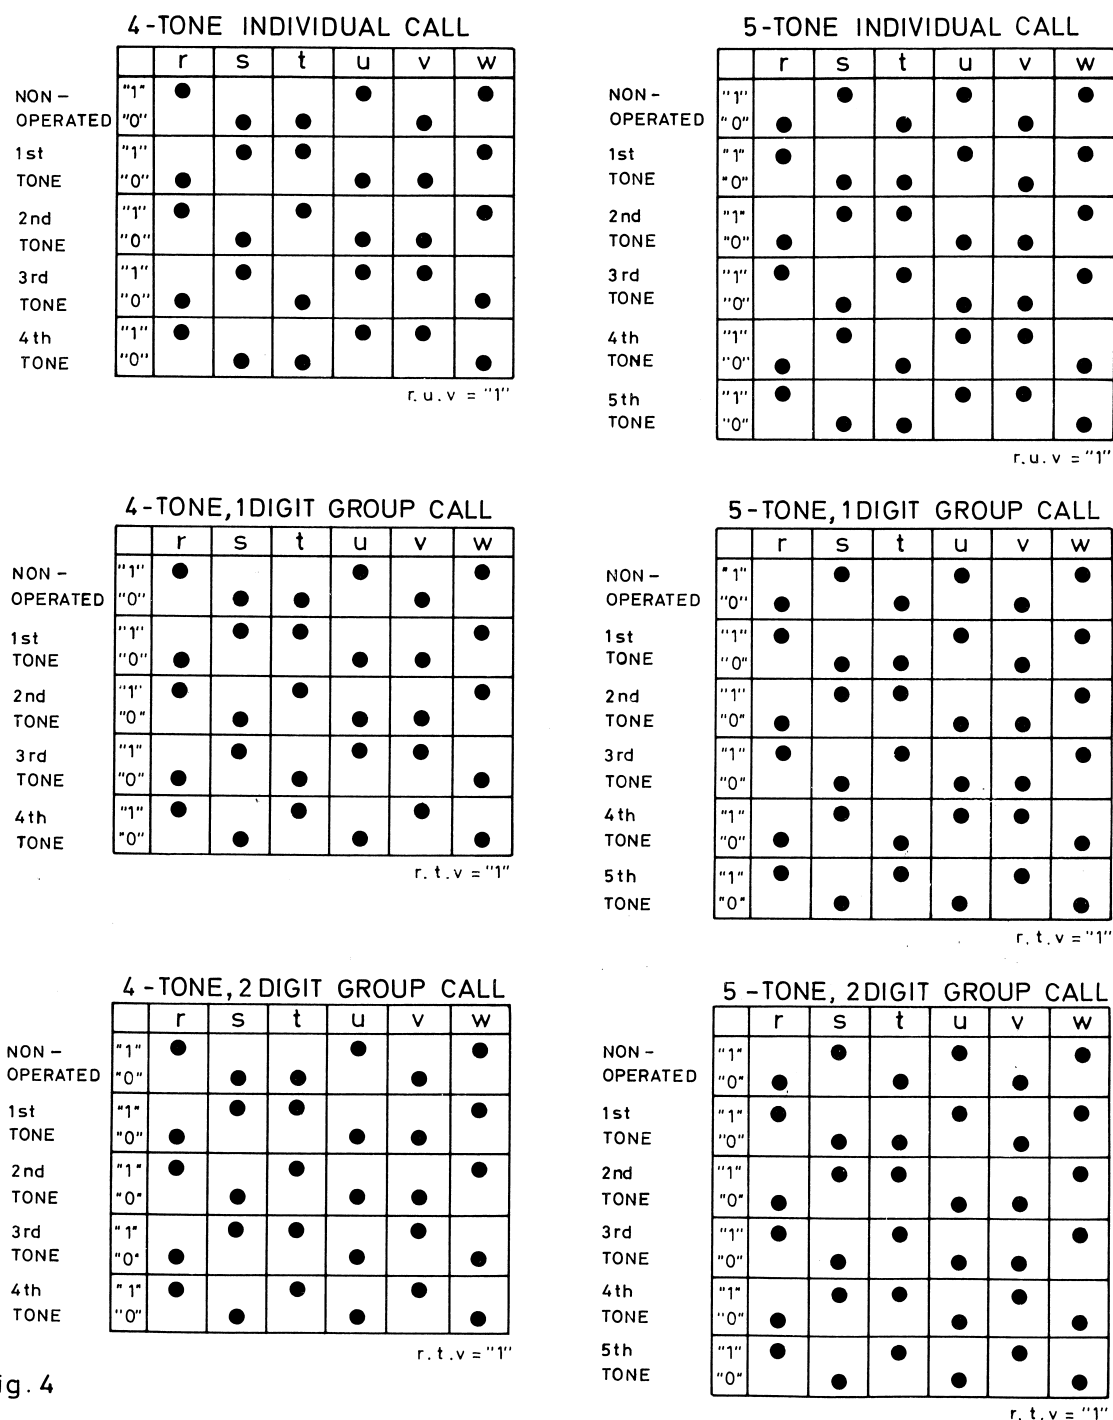 4-TONE INDIVIDUAL CALL
r s t u v w
NON- "1"
OPERATED "0"
1st "1"
TONE "0"
2nd "1"
TONE "0"
3rd "1"
TONE "0"
4th "1"
TONE "0"
r.u.v = "1"
5-TONE INDIVIDUAL CALL
r s t u v w
NON- "1"
OPERATED "0"
1st "1"
TONE "0"
2nd "1"
TONE "0"
3rd "1"
TONE "0"
4th "1"
TONE "0"
5th "1"
TONE "0"
r.u.v = "1"
4-TONE, 1DIGIT GROUP CALL
r s t u v w
NON- "1"
OPERATED "0"
1st "1"
TONE "0"
2nd "1"
TONE "0"
3rd "1"
TONE "0"
4th "1"
TONE "0"
r.t.v = "1"
5-TONE, 1DIGIT GROUP CALL
r s t u v w
NON- "1"
OPERATED "0"
1st "1"
TONE "0"
2nd "1"
TONE "0"
3rd "1"
TONE "0"
4th "1"
TONE "0"
5th "1"
TONE "0"
r.t.v = "1"
4-TONE, 2 DIGIT GROUP CALL
r s t u v w
NON- "1"
OPERATED "0"
1st "1"
TONE "0"
2nd "1"
TONE "0"
3rd "1"
TONE "0"
4th "1"
TONE "0"
r.t.v = "1"
5-TONE, 2DIGIT GROUP CALL
r s t u v w
NON- "1"
OPERATED "0"
1st "1"
TONE "0"
2nd "1"
TONE "0"
3rd "1"
TONE "0"
4th "1"
TONE "0"
5th "1"
TONE "0"
r.t.v = "1"
ig. 4